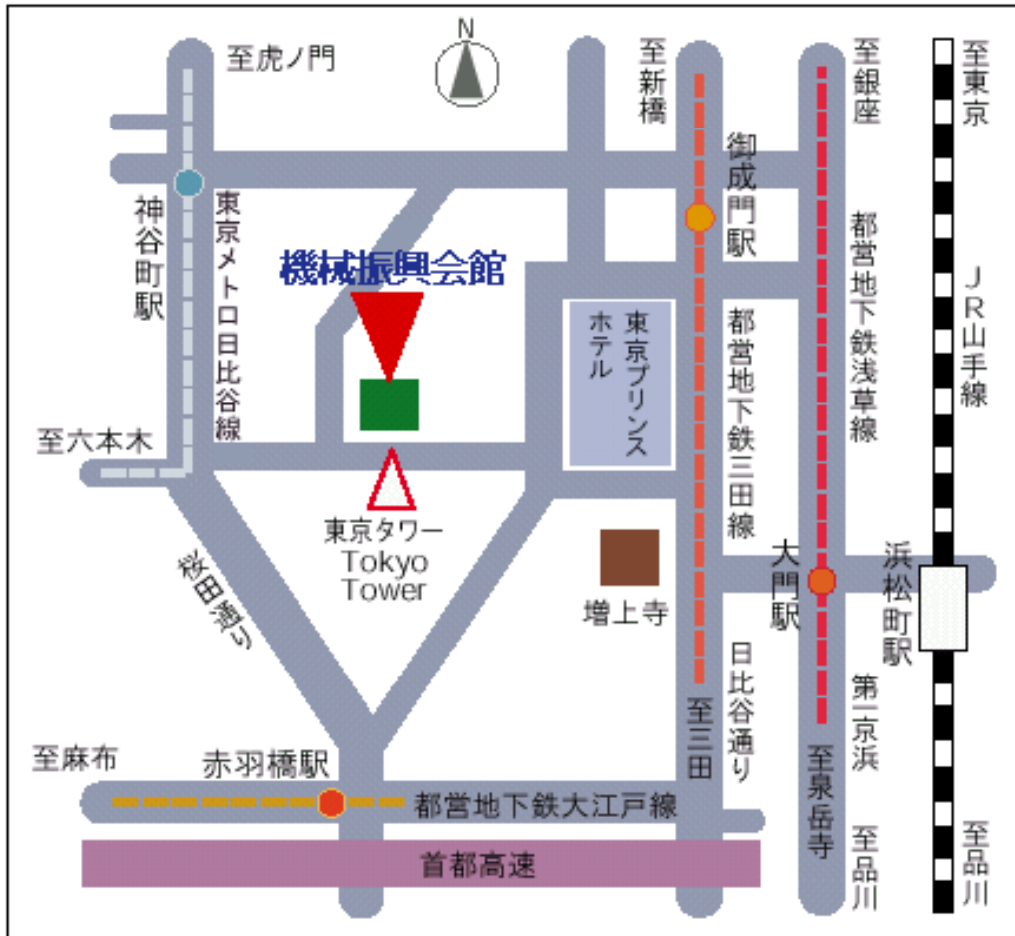 N
至虎ノ門
至新橋
至銀座
至東京
御成門駅
神谷町駅
東京メトロ日比谷線
機械振興会館
都営地下鉄浅草線
JR山手線
東京プリンス
ホテル
都営地下鉄三田線
至六本木
東京タワー
Tokyo
Tower
大門駅
浜松町駅
桜田通り
増上寺
日比谷通り
至三田
第一京浜
至麻布
赤羽橋駅
都営地下鉄大江戸線
至泉岳寺
至品川
至品川
首都高速